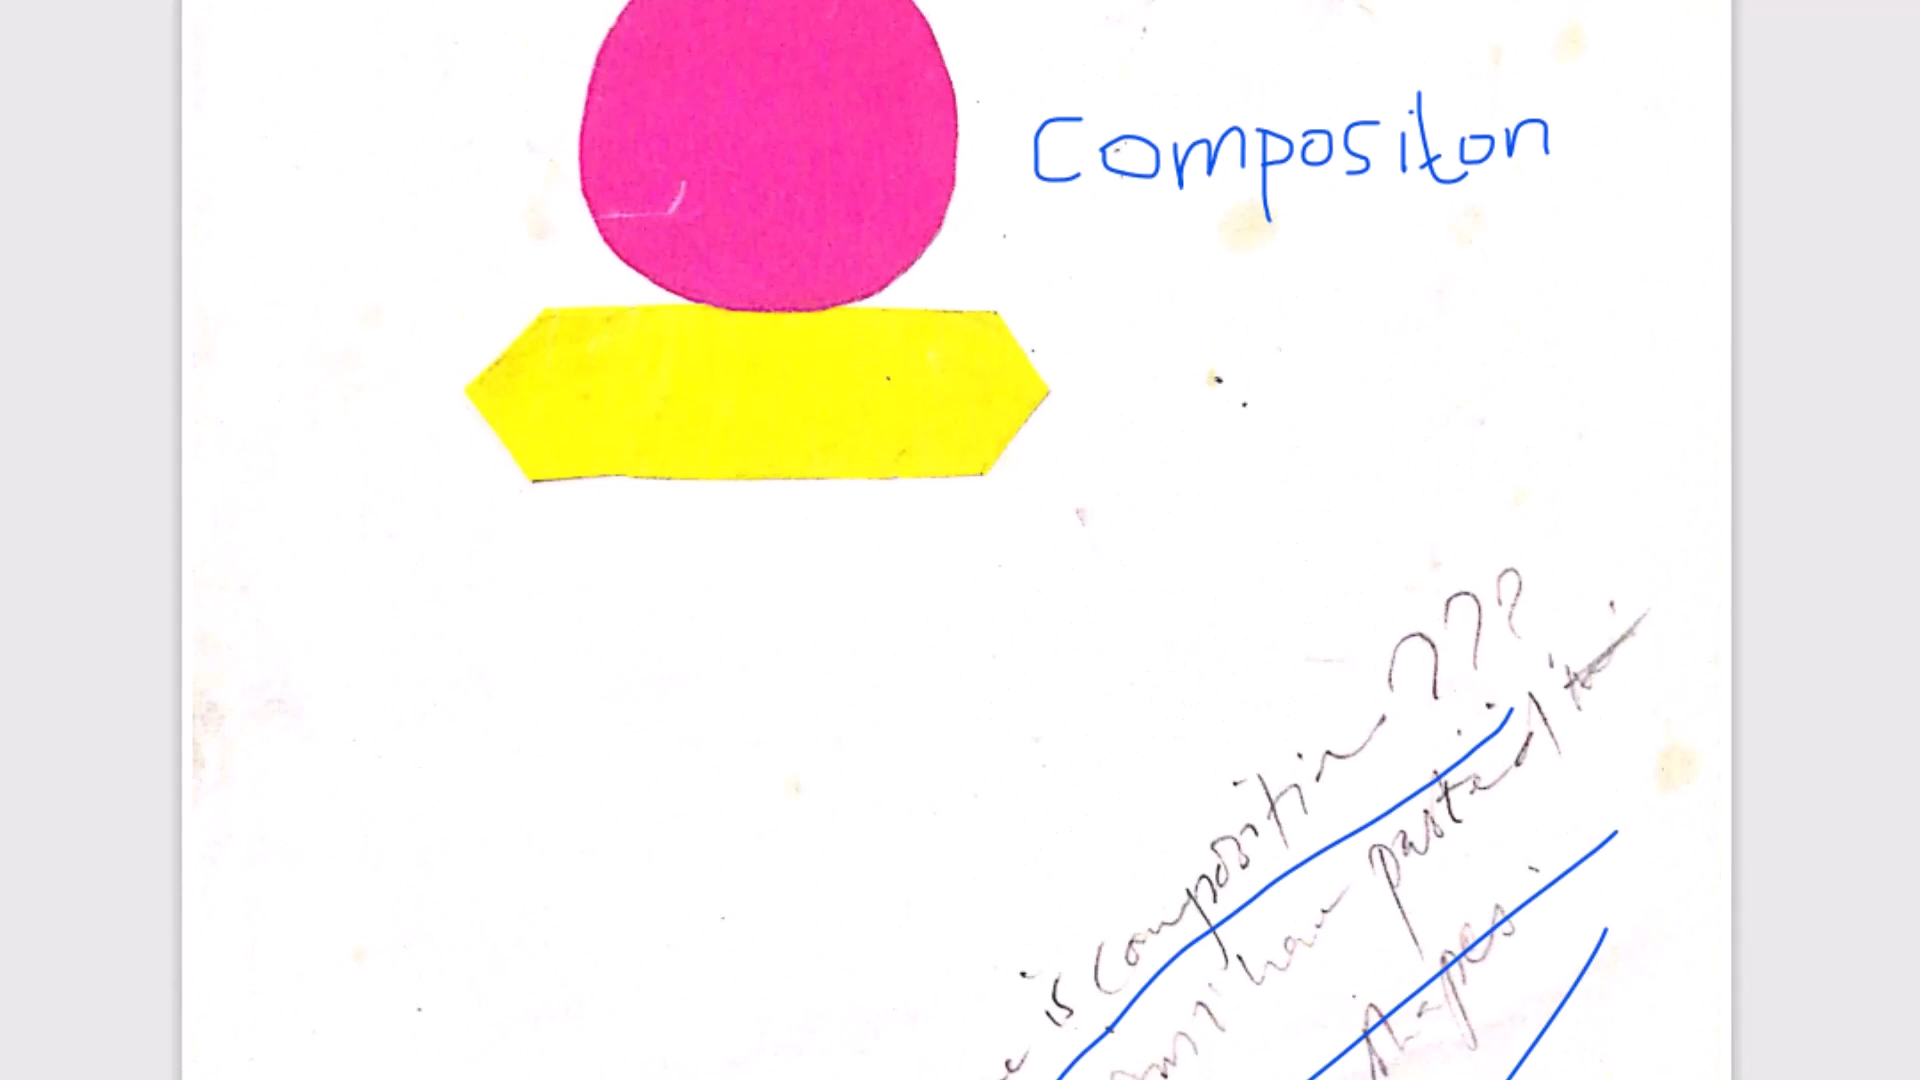 Compositon
is composition???
have pasted
shapes.